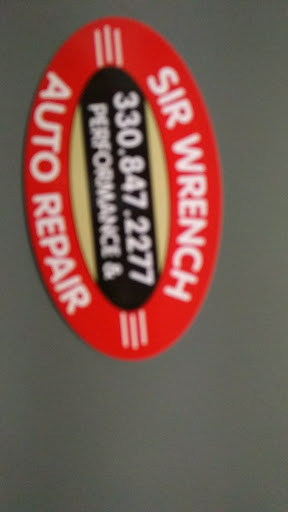 SIR WRENCH
330.847.2277
PERFORMANCE &
AUTO REPAIR